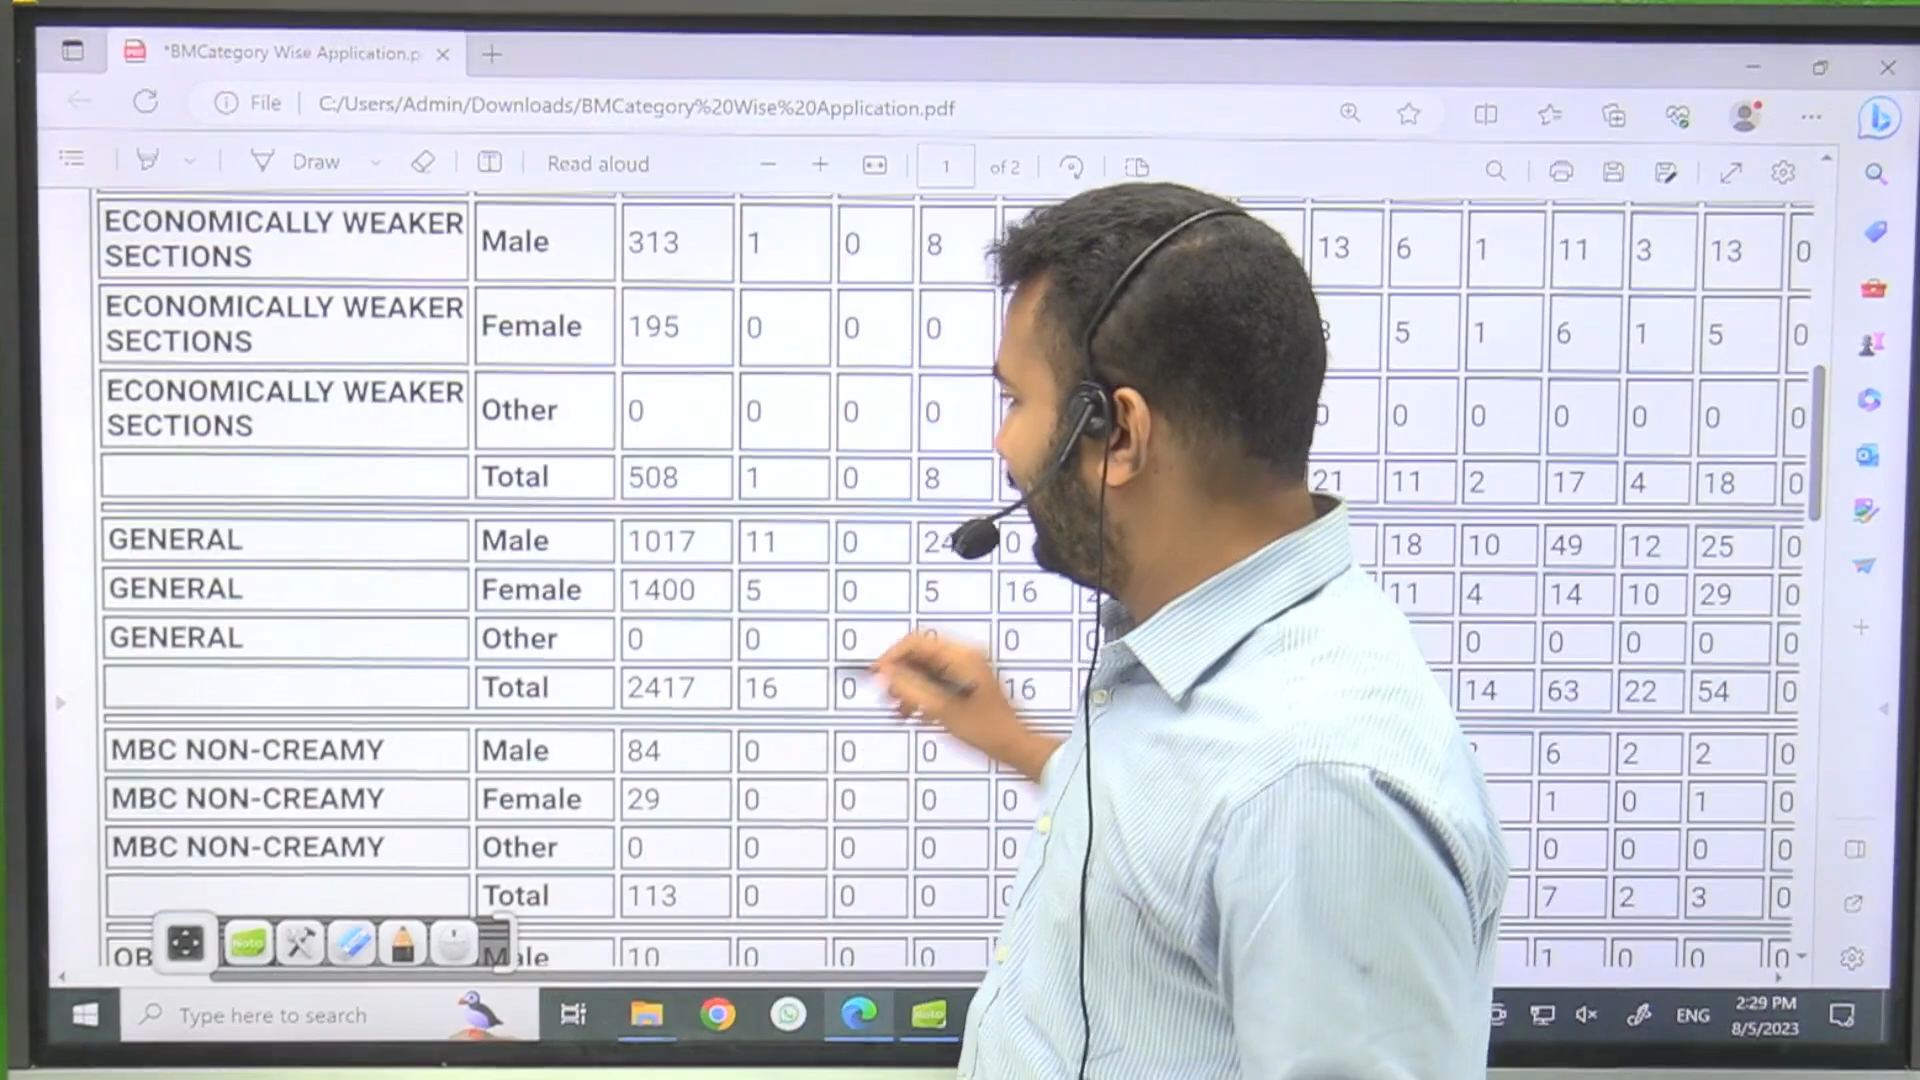 *BMCategory Wise Application.p
File C:/Users/Admin/Downloads/BMCategory%20Wise%20Application.pdf
Draw Read aloud 1 of 2
ECONOMICALLY WEAKER SECTIONS Male 313 1 0 8 13 6 1 11 3 13 0
ECONOMICALLY WEAKER SECTIONS Female 195 0 0 0 5 1 6 1 5 0
ECONOMICALLY WEAKER SECTIONS Other 0 0 0 0 0 0 0 0 0 0 0
Total 508 1 0 8 21 11 2 17 4 18 0
GENERAL Male 1017 11 0 24 0 18 10 49 12 25 0
GENERAL Female 1400 5 0 5 16 11 4 14 10 29 0
GENERAL Other 0 0 0 0 0 0 0 0 0 0
Total 2417 16 0 16 14 63 22 54 0
MBC NON-CREAMY Male 84 0 0 0 6 2 2 0
MBC NON-CREAMY Female 29 0 0 0 0 1 0 1 0
MBC NON-CREAMY Other 0 0 0 0 0 0 0 0 0
Total 113 0 0 0 7 2 3 0
OB Male 10 0 0 0 1 0 0 0
Noto
Type here to search
ENG
2:29 PM
8/5/2023